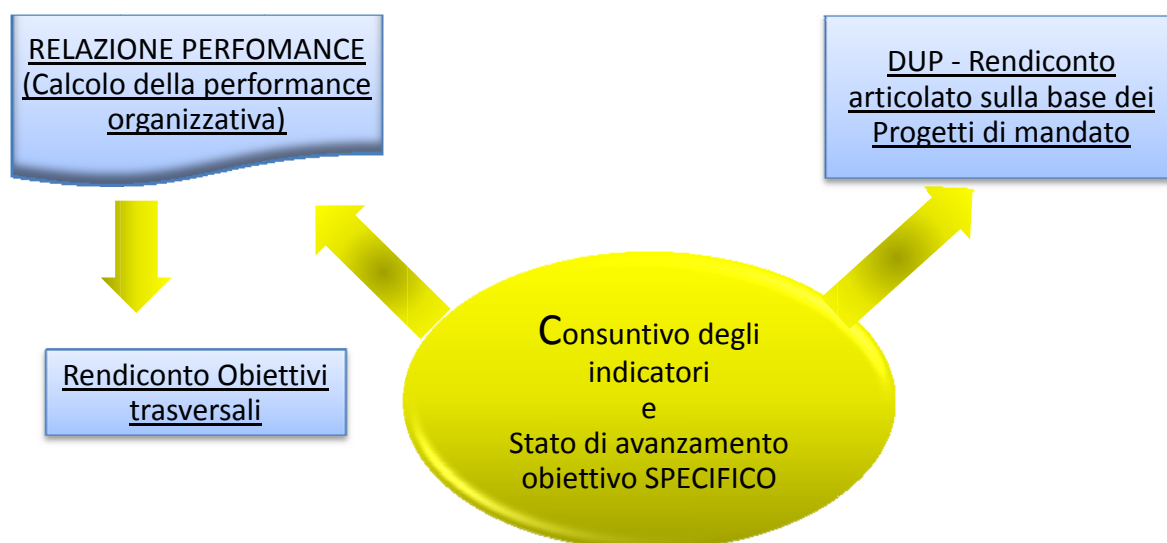 RELAZIONE PERFOMANCE
(Calcolo della performance
organizzativa)
DUP - Rendiconto
articolato sulla base dei
Progetti di mandato
Rendiconto Obiettivi
trasversali
Consuntivo degli
indicatori
e
Stato di avanzamento
obiettivo SPECIFICO